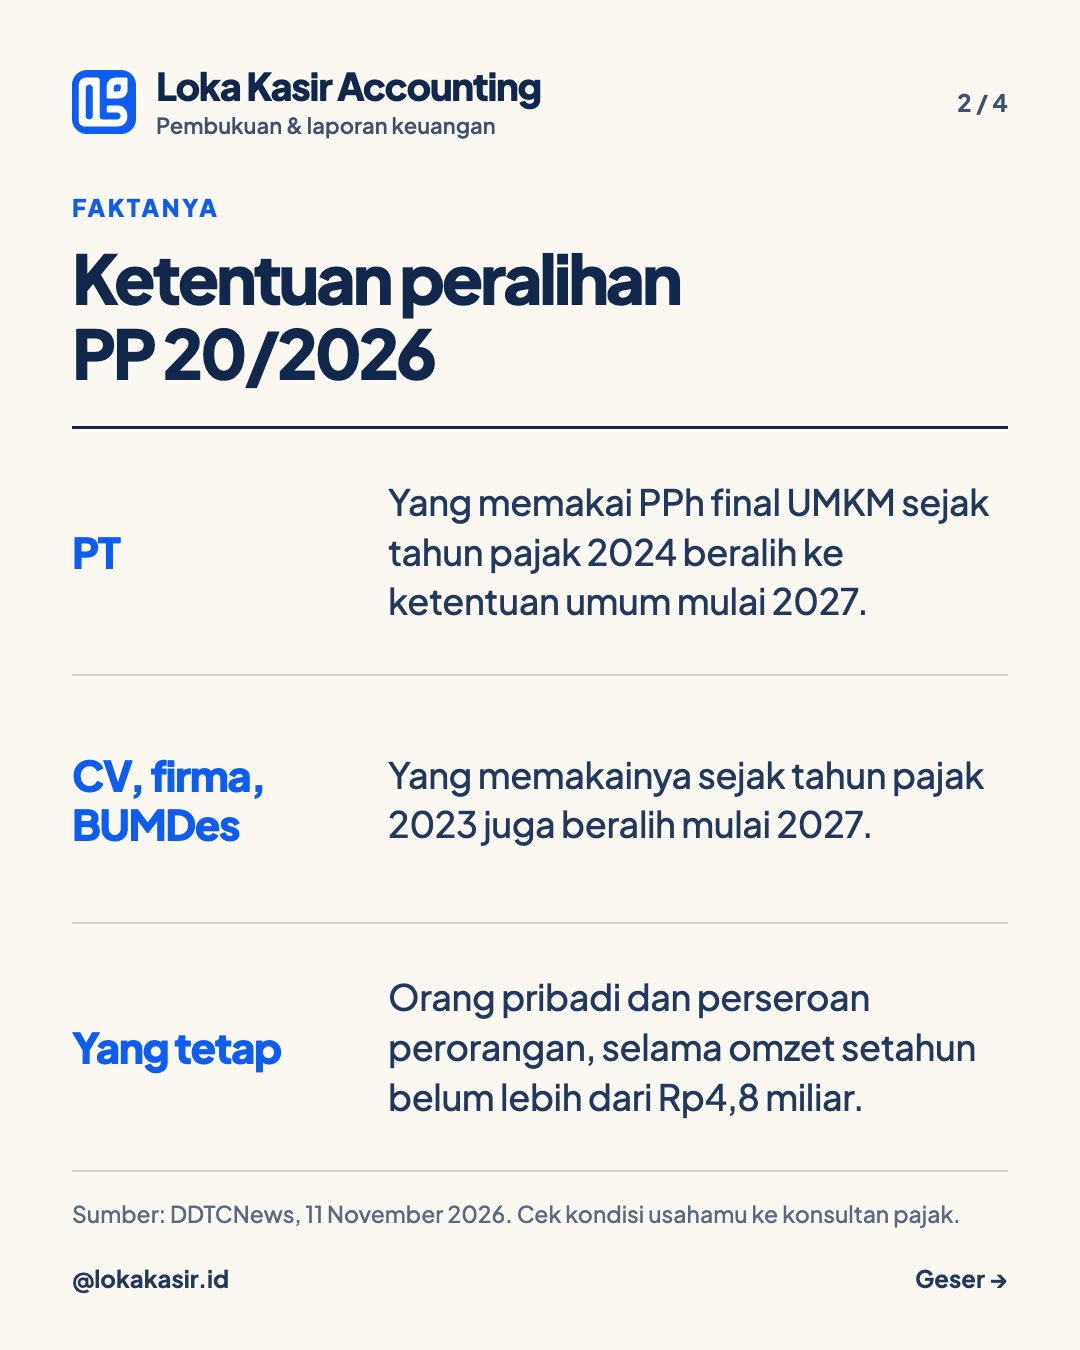 Loka Kasir Accounting
Pembukuan & laporan keuangan
2 / 4
FAKTANYA
Ketentuan peralihan
PP 20/2026
PT
Yang memakai PPh final UMKM sejak
tahun pajak 2024 beralih ke
ketentuan umum mulai 2027.
CV, firma,
BUMDes
Yang memakainya sejak tahun pajak
2023 juga beralih mulai 2027.
Yang tetap
Orang pribadi dan perseroan
perorangan, selama omzet setahun
belum lebih dari Rp4,8 miliar.
Sumber: DDTCNews, 11 November 2026. Cek kondisi usahamu ke konsultan pajak.
@lokakasir.id
Geser →